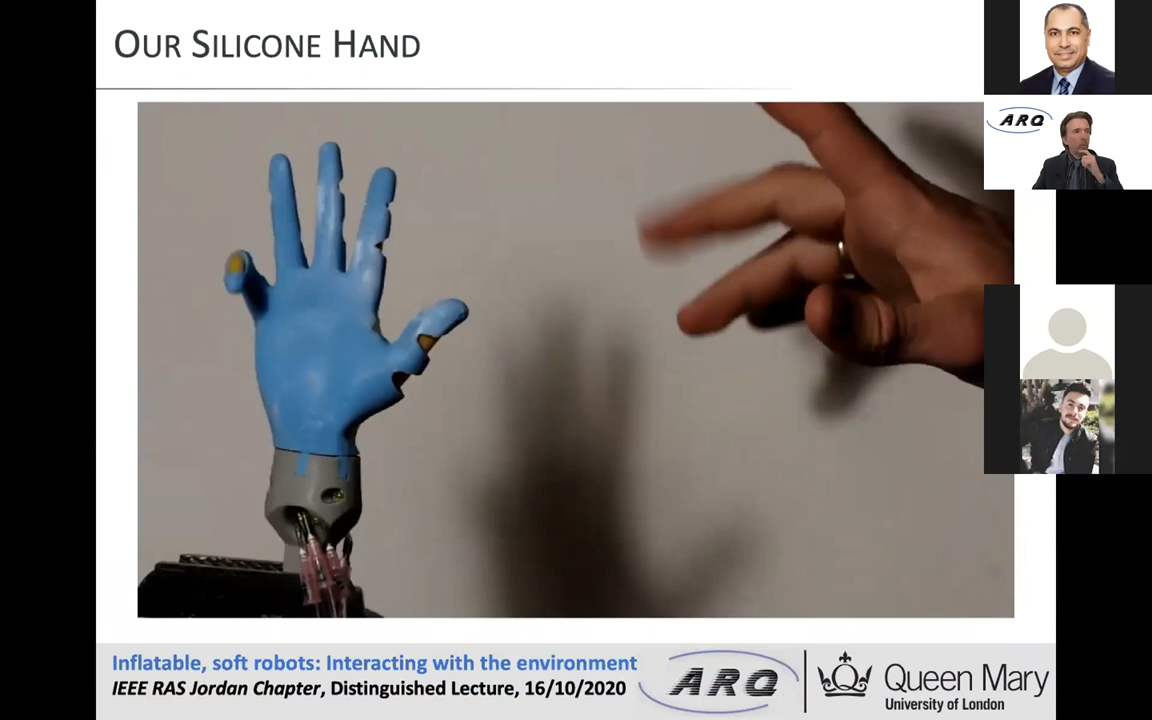 OUR SILICONE HAND
ARQ
Inflatable, soft robots: Interacting with the environment
IEEE RAS Jordan Chapter, Distinguished Lecture, 16/10/2020
ARQ
Queen Mary
University of London